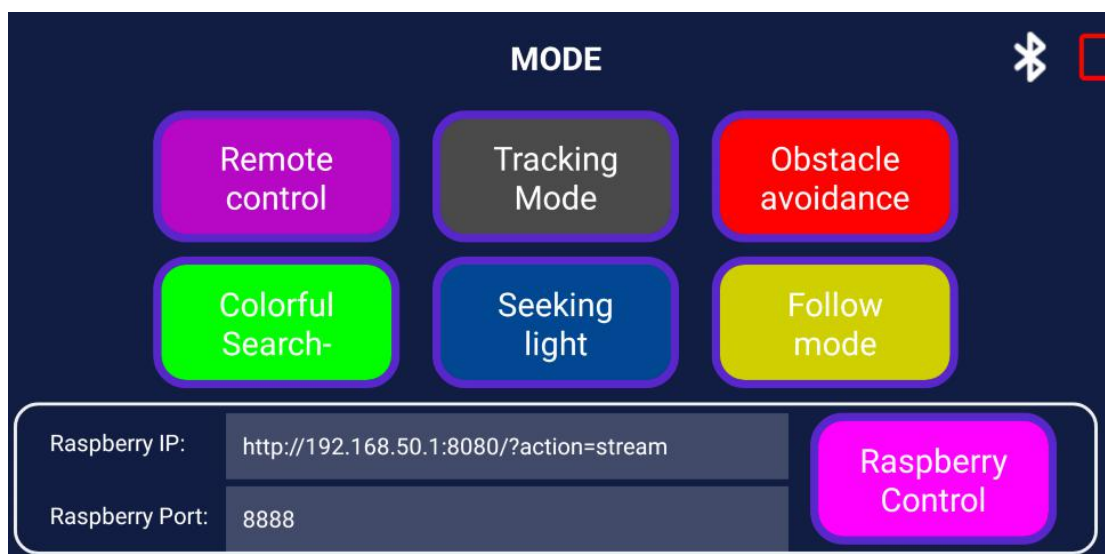 MODE
Remote
control
Tracking
Mode
Obstacle
avoidance
Colorful
Search-
Seeking
light
Follow
mode
Raspberry IP:
http://192.168.50.1:8080/?action=stream
Raspberry Port:
8888
Raspberry
Control